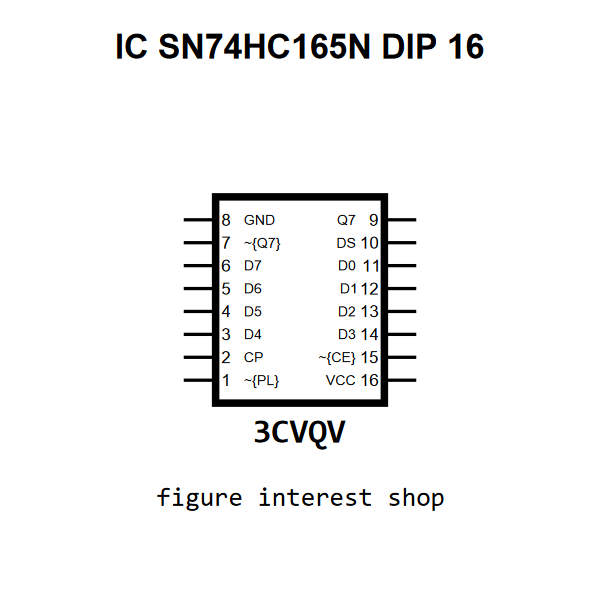 IC SN74HC165N DIP 16
8 GND Q7 9
7 ~{Q7} DS 10
6 D7 D0 11
5 D6 D1 12
4 D5 D2 13
3 D4 D3 14
2 CP ~{CE} 15
1 ~{PL} VCC 16
3CVQV
figure interest shop